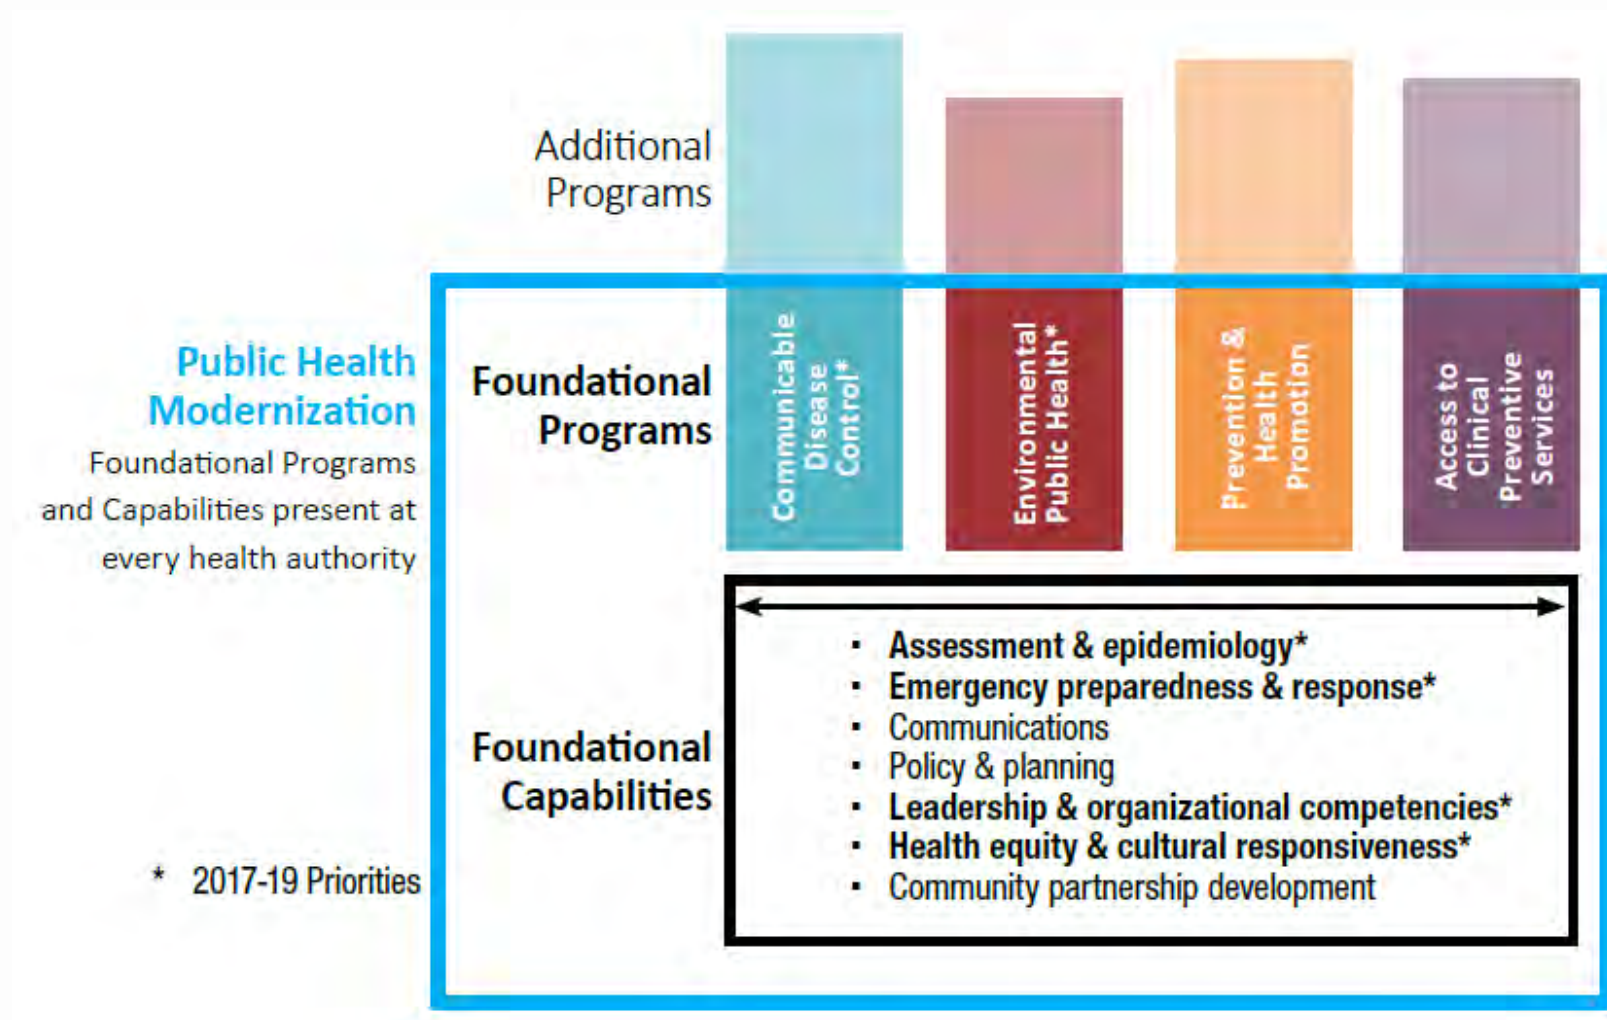 Additional
Programs
Public Health
Modernization
Foundational Programs
and Capabilities present at
every health authority
* 2017-19 Priorities
Foundational
Programs
Communicable
Disease
Control*
Environmental
Public Health*
Prevention &
Health
Promotion
Access to
Clinical
Preventive
Services
Foundational
Capabilities
▪ Assessment & epidemiology*
▪ Emergency preparedness & response*
▪ Communications
▪ Policy & planning
▪ Leadership & organizational competencies*
▪ Health equity & cultural responsiveness*
▪ Community partnership development